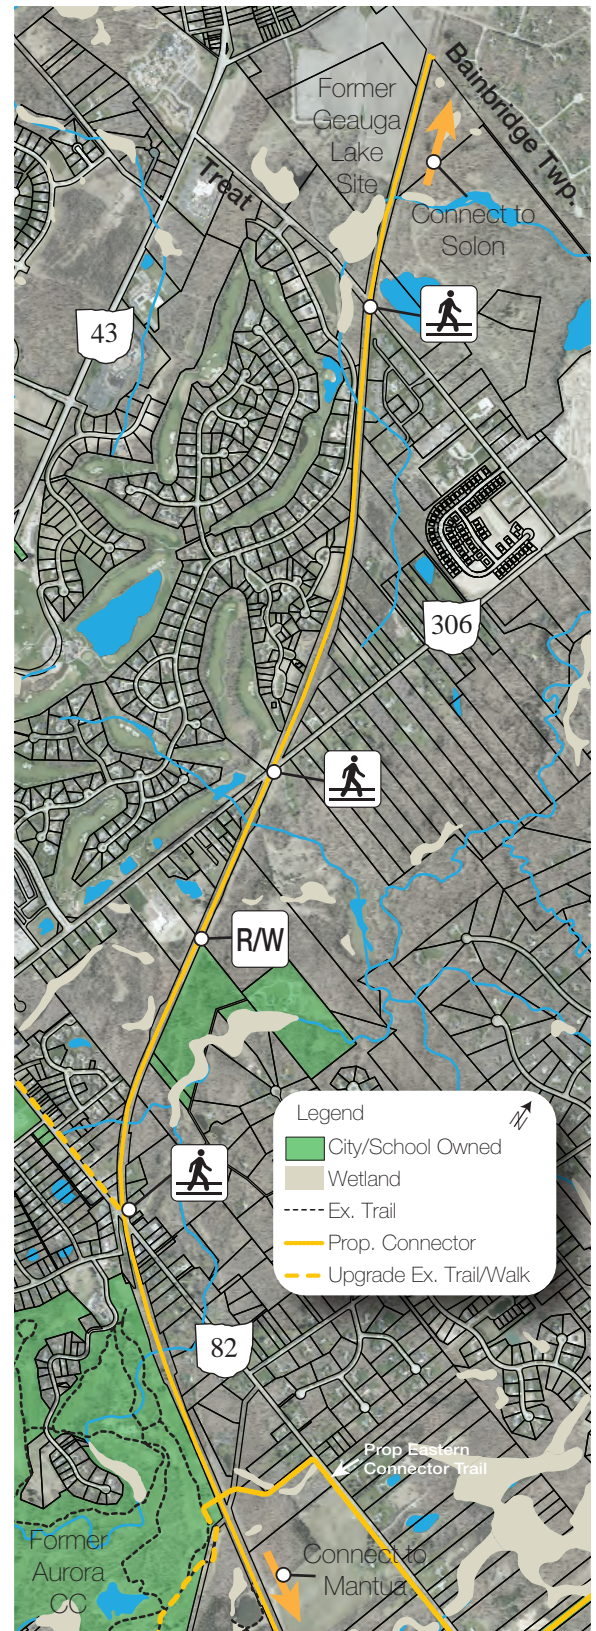 Bainbridge Twp.
Former
Geauga
Lake
Site
Treat
Connect to
Solon
43
306
R/W
Legend
N
City/School Owned
Wetland
Ex. Trail
Prop. Connector
Upgrade Ex. Trail/Walk
82
Prop Eastern
Connector Trail
Former
Aurora
CC
Connect to
Mantua